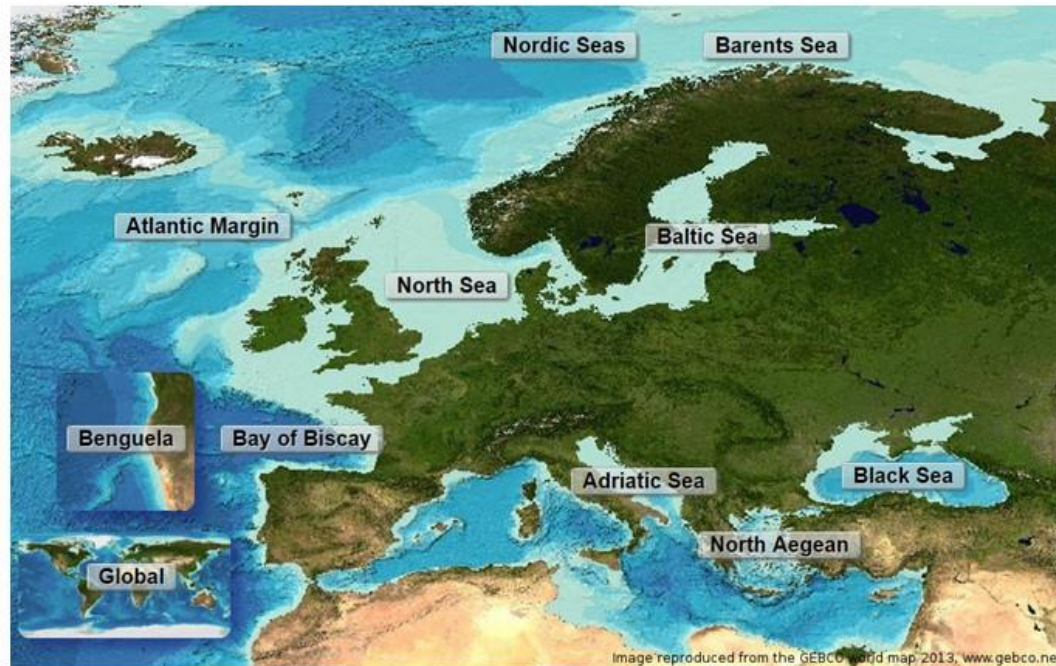 Nordic Seas
Barents Sea
Atlantic Margin
Baltic Sea
North Sea
Benguela
Bay of Biscay
Adriatic Sea
Black Sea
North Aegean
Global
Image reproduced from the GEBCO world map 2013, www.gebco.ne